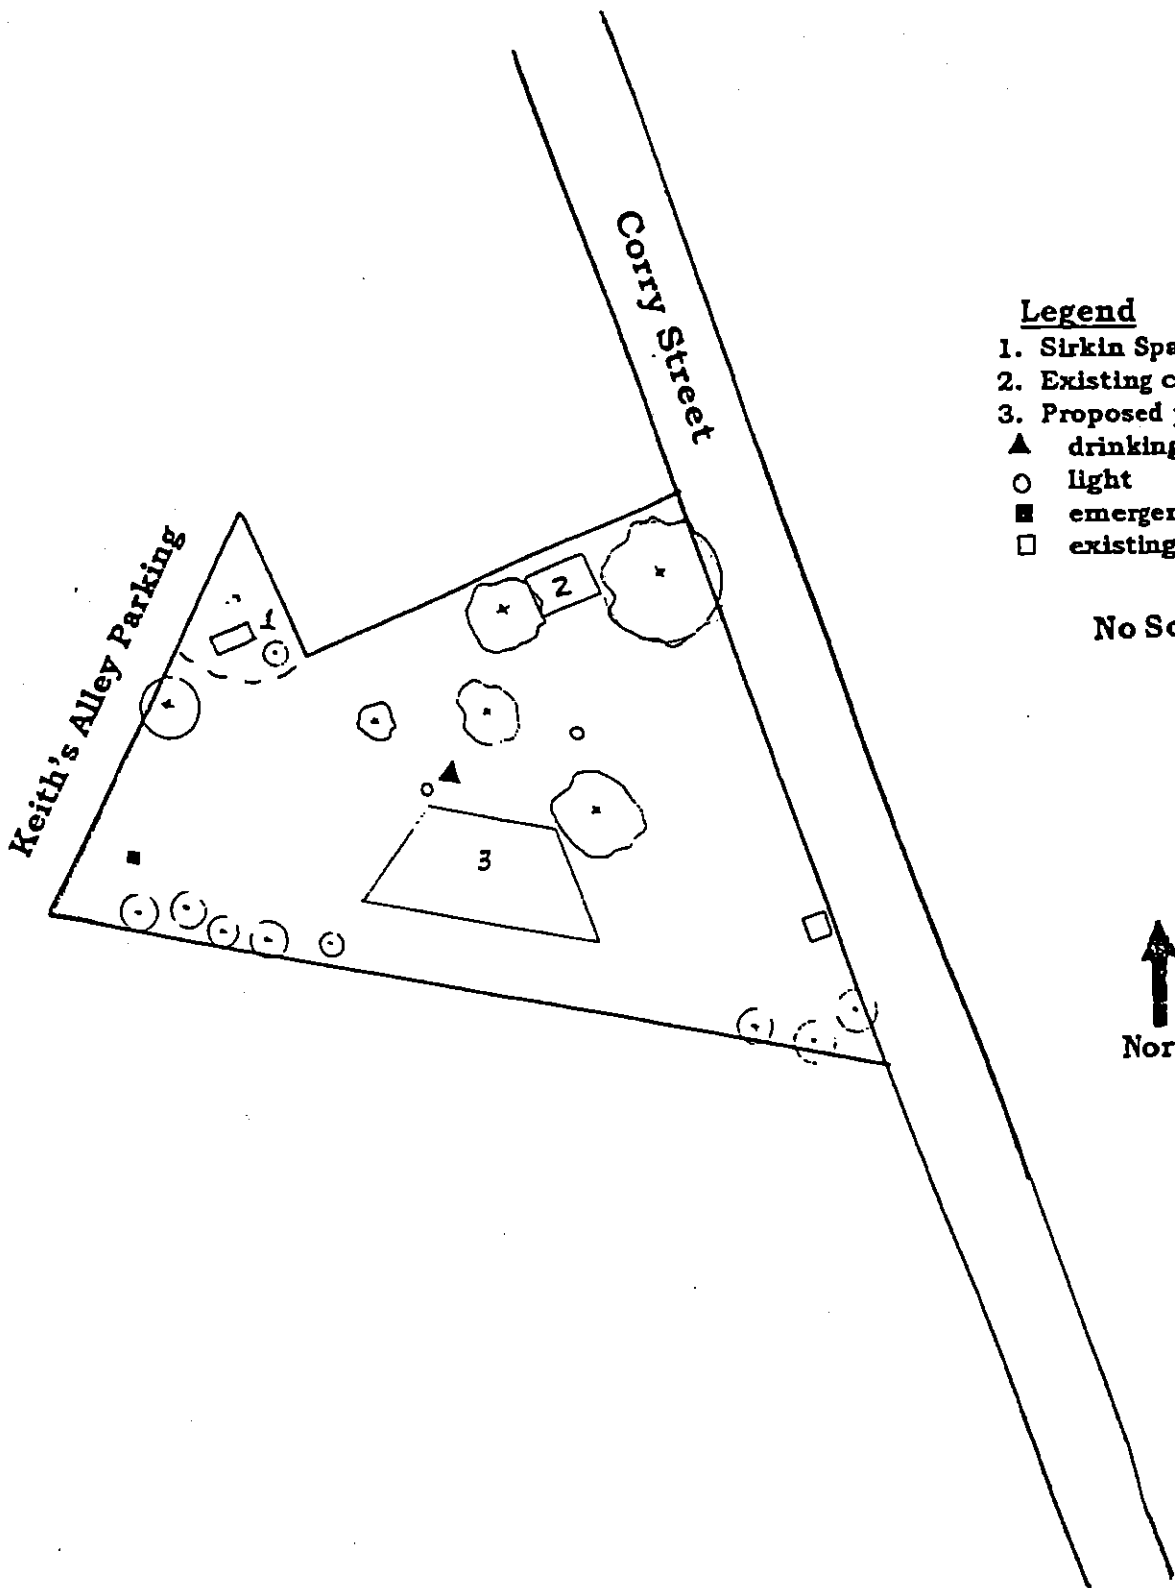 Corry Street
Legend
1. Sirkin Spa
2. Existing c
3. Proposed
drinking
light
emerger
existing
No Sc
Keith's Alley Parking
1
2
3
Nor